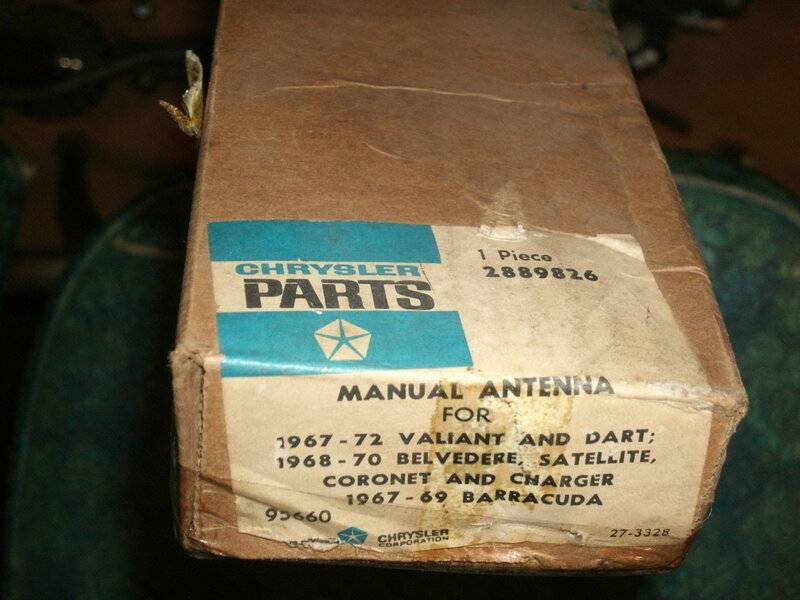 CHRYSLER
PARTS
1 Piece
2889826
MANUAL ANTENNA
FOR
1967-72 VALIANT AND DART;
1968-70 BELVEDERE, SATELLITE,
CORONET AND CHARGER
1967-69 BARRACUDA
95660
CHRYSLER
CORPORATION
27-3328